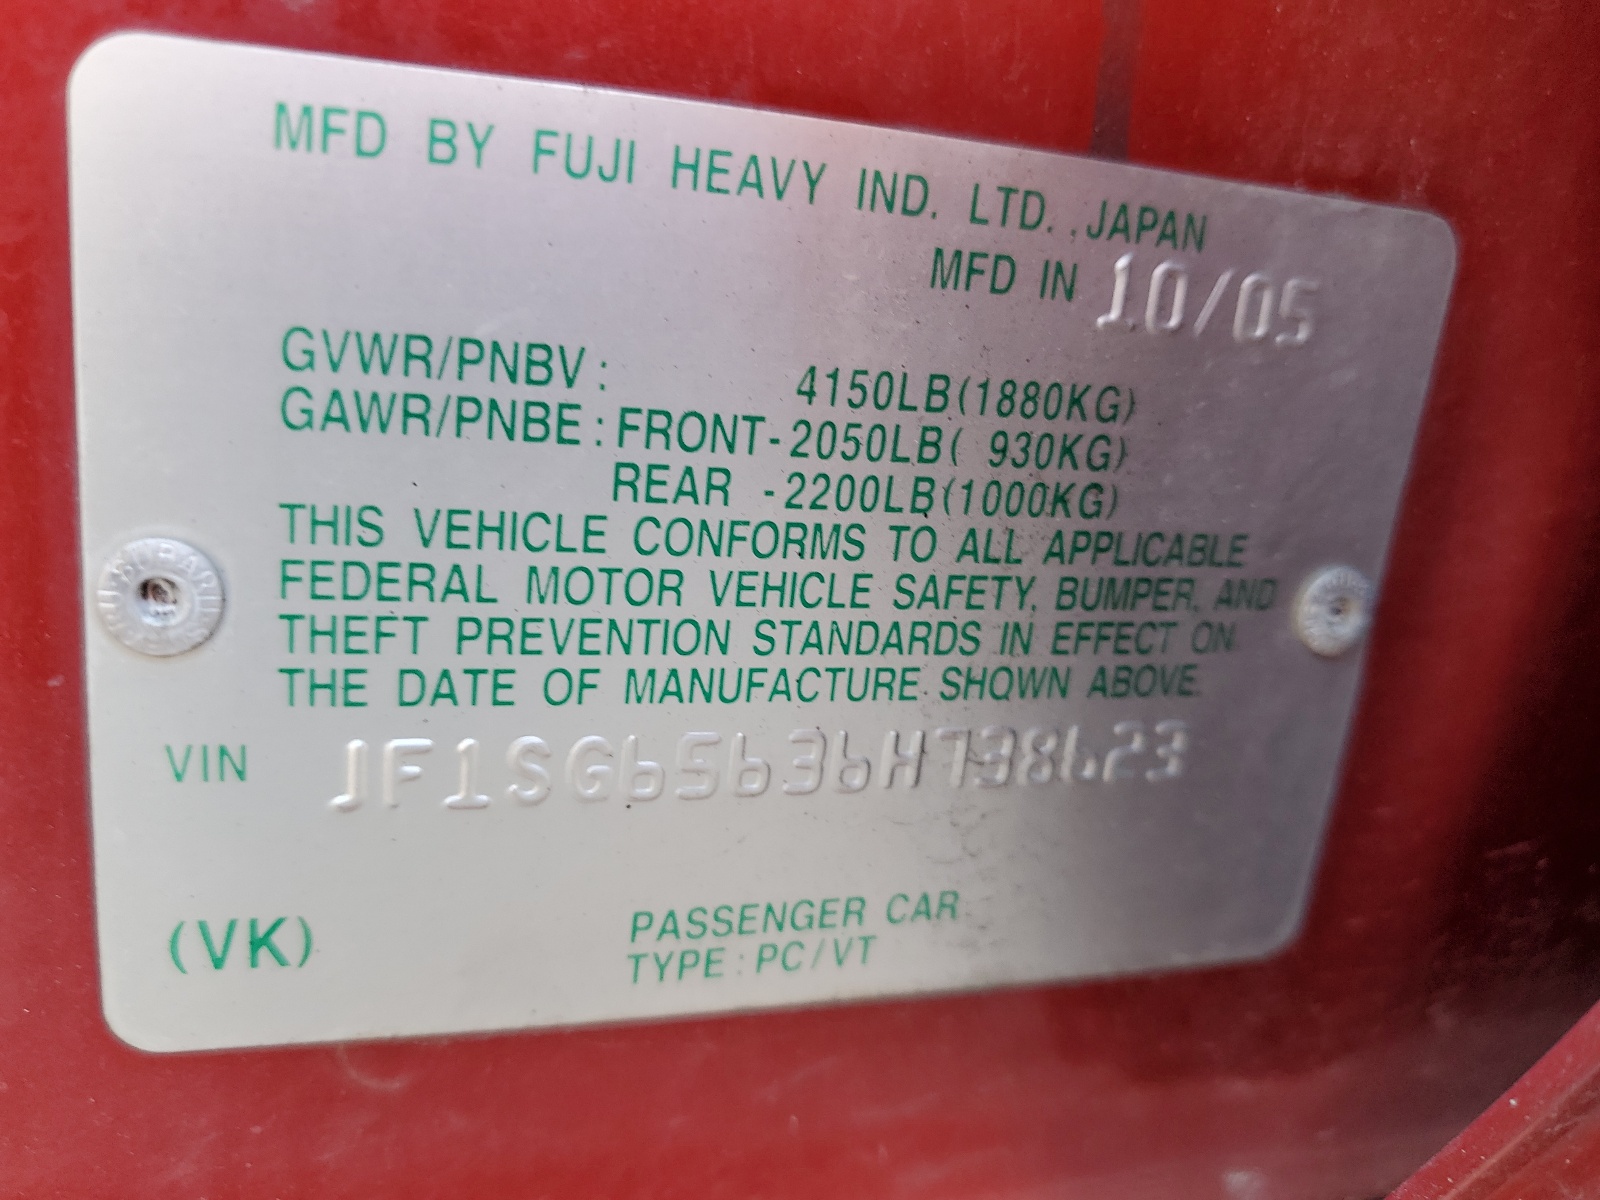 MFD BY FUJI HEAVY IND. LTD. ,JAPAN
MFD IN 10/05
GVWR/PNBV : 4150LB(1880KG)
GAWR/PNBE : FRONT-2050LB( 930KG)
REAR -2200LB(1000KG)
THIS VEHICLE CONFORMS TO ALL APPLICABLE
FEDERAL MOTOR VEHICLE SAFETY, BUMPER, AND
THEFT PREVENTION STANDARDS IN EFFECT ON
THE DATE OF MANUFACTURE SHOWN ABOVE.
VIN JF1SG65636H738623
(VK)
PASSENGER CAR
TYPE : PC/VT